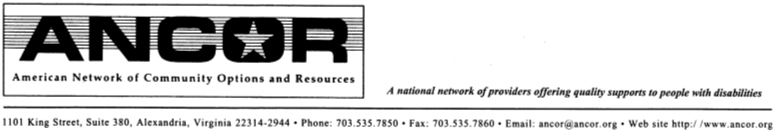 ANCOR
American Network of Community Options and Resources
A national network of providers offering quality supports to people with disabilities
1101 King Street, Suite 380, Alexandria, Virginia 22314-2944 • Phone: 703.535.7850 • Fax: 703.535.7860 • Email: ancor@ancor.org • Web site http:/ /www.ancor.org